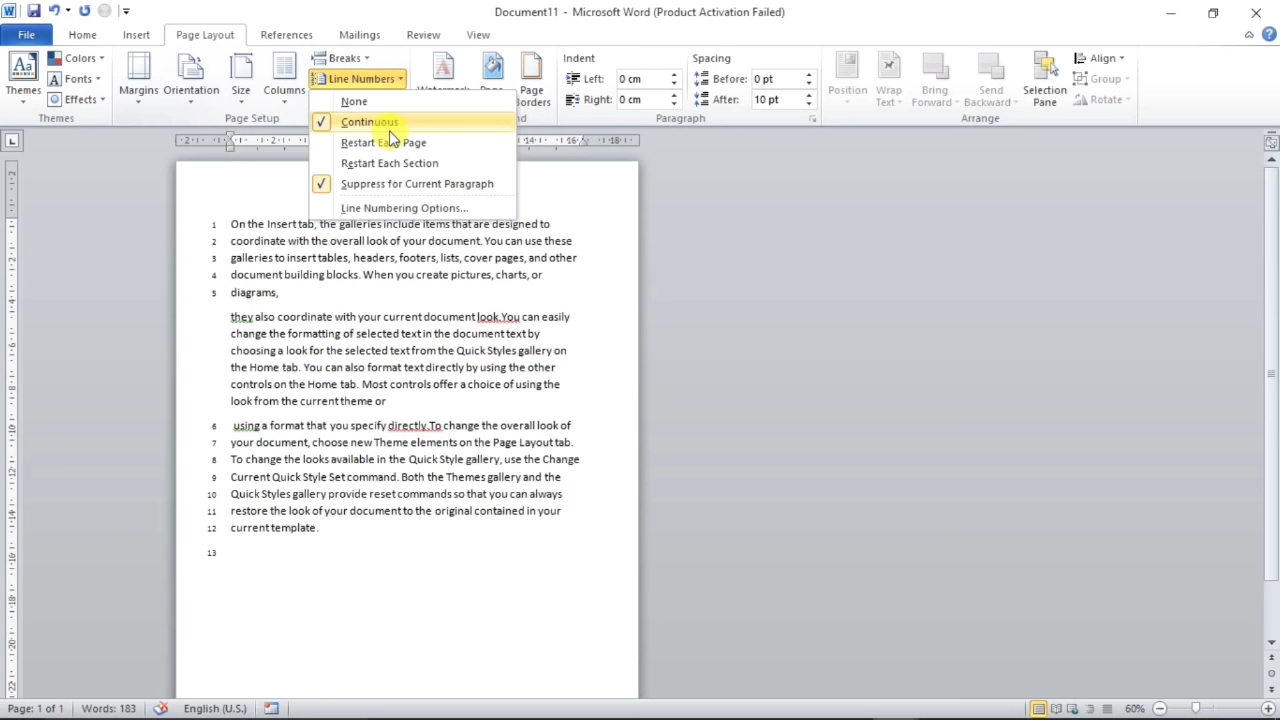 Document11 - Microsoft Word (Product Activation Failed)
File Home Insert Page Layout References Mailings Review View
Themes
Colors
Fonts
Effects
Themes
Margins
Orientation
Size
Columns
Breaks
Line Numbers
Page Setup
Watermark
Page
Page
Borders
Indent
Left: 0 cm
Right: 0 cm
Spacing
Before: 0 pt
After: 10 pt
Paragraph
Position
Wrap
Text
Bring
Forward
Send
Backward
Selection
Pane
Align
Group
Rotate
Arrange
None
Continuous
Restart Each Page
Restart Each Section
Suppress for Current Paragraph
Line Numbering Options...
1 On the Insert tab, the galleries include items that are designed to
2 coordinate with the overall look of your document. You can use these
3 galleries to insert tables, headers, footers, lists, cover pages, and other
4 document building blocks. When you create pictures, charts, or
5 diagrams,
they also coordinate with your current document look.You can easily
change the formatting of selected text in the document text by
choosing a look for the selected text from the Quick Styles gallery on
the Home tab. You can also format text directly by using the other
controls on the Home tab. Most controls offer a choice of using the
look from the current theme or
6 using a format that you specify directly.To change the overall look of
7 your document, choose new Theme elements on the Page Layout tab.
8 To change the looks available in the Quick Style gallery, use the Change
9 Current Quick Style Set command. Both the Themes gallery and the
10 Quick Styles gallery provide reset commands so that you can always
11 restore the look of your document to the original contained in your
12 current template.
13
Page: 1 of 1 Words: 183 English (U.S.) 60%